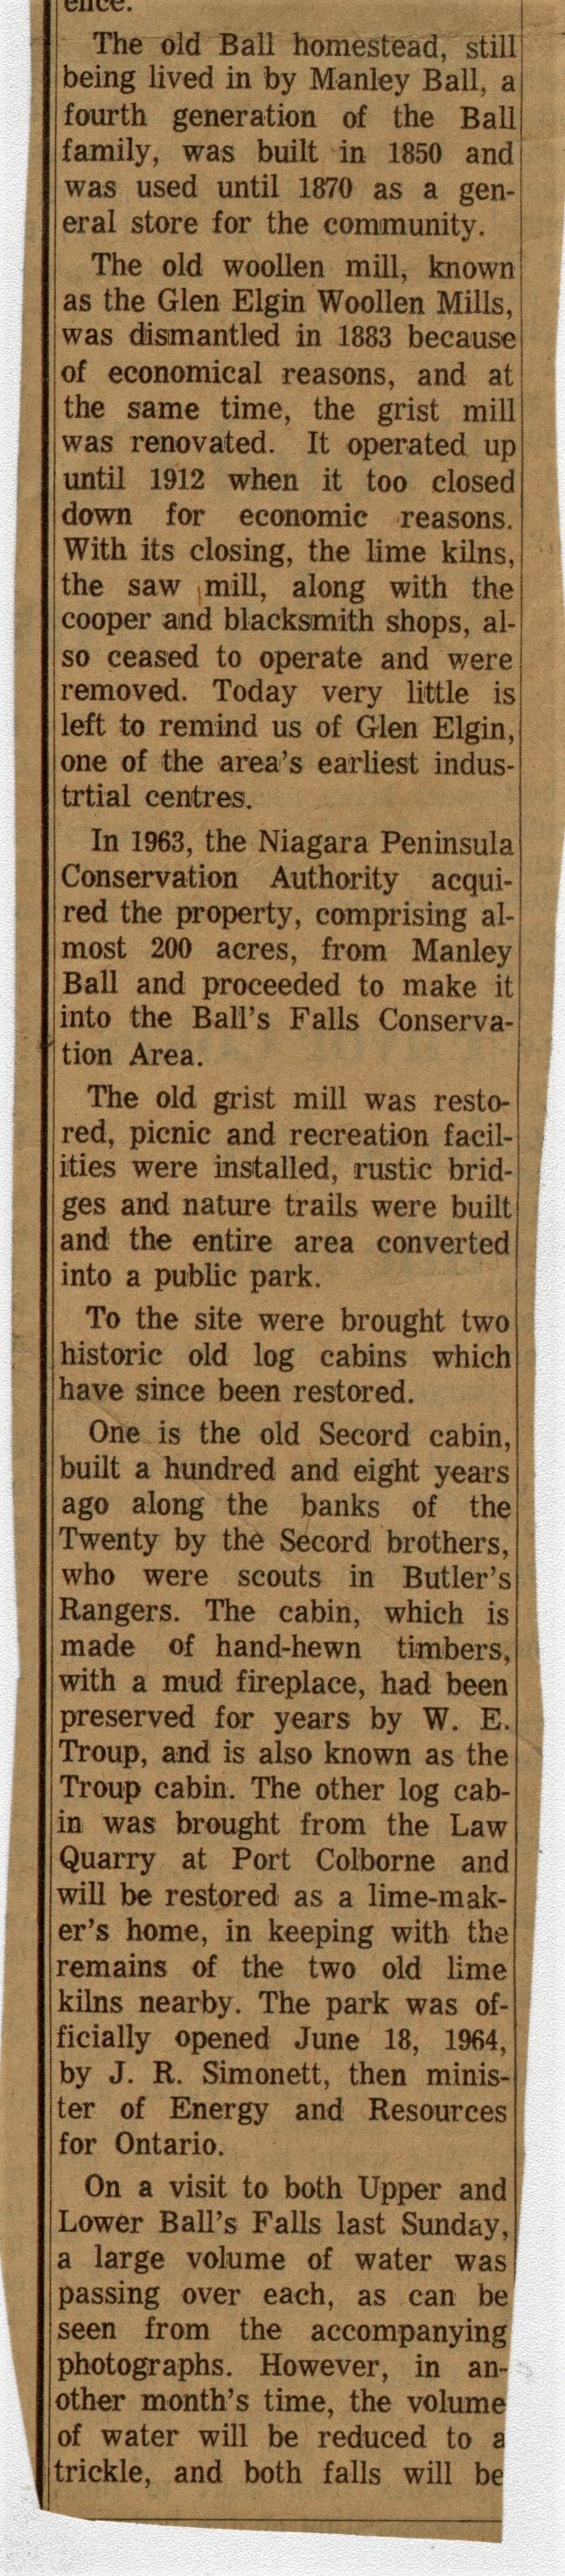 ence.
The old Ball homestead, still
being lived in by Manley Ball, a
fourth generation of the Ball
family, was built in 1850 and
was used until 1870 as a gen-
eral store for the community.
The old woollen mill, known
as the Glen Elgin Woollen Mills,
was dismantled in 1883 because
of economical reasons, and at
the same time, the grist mill
was renovated. It operated up
until 1912 when it too closed
down for economic reasons.
With its closing, the lime kilns,
the saw mill, along with the
cooper and blacksmith shops, al-
so ceased to operate and were
removed. Today very little is
left to remind us of Glen Elgin,
one of the area's earliest indus-
trtial centres.
In 1963, the Niagara Peninsula
Conservation Authority acqui-
red the property, comprising al-
most 200 acres, from Manley
Ball and proceeded to make it
into the Ball's Falls Conserva-
tion Area.
The old grist mill was resto-
red, picnic and recreation facil-
ities were installed, rustic brid-
ges and nature trails were built
and the entire area converted
into a public park.
To the site were brought two
historic old log cabins which
have since been restored.
One is the old Secord cabin,
built a hundred and eight years
ago along the banks of the
Twenty by the Secord brothers,
who were scouts in Butler's
Rangers. The cabin, which is
made of hand-hewn timbers,
with a mud fireplace, had been
preserved for years by W. E.
Troup, and is also known as the
Troup cabin. The other log cab-
in was brought from the Law
Quarry at Port Colborne and
will be restored as a lime-mak-
er's home, in keeping with the
remains of the two old lime
kilns nearby. The park was of-
ficially opened June 18, 1964,
by J. R. Simonett, then minis-
ter of Energy and Resources
for Ontario.
On a visit to both Upper and
Lower Ball's Falls last Sunday,
a large volume of water was
passing over each, as can be
seen from the accompanying
photographs. However, in an-
other month's time, the volume
of water will be reduced to a
trickle, and both falls will be